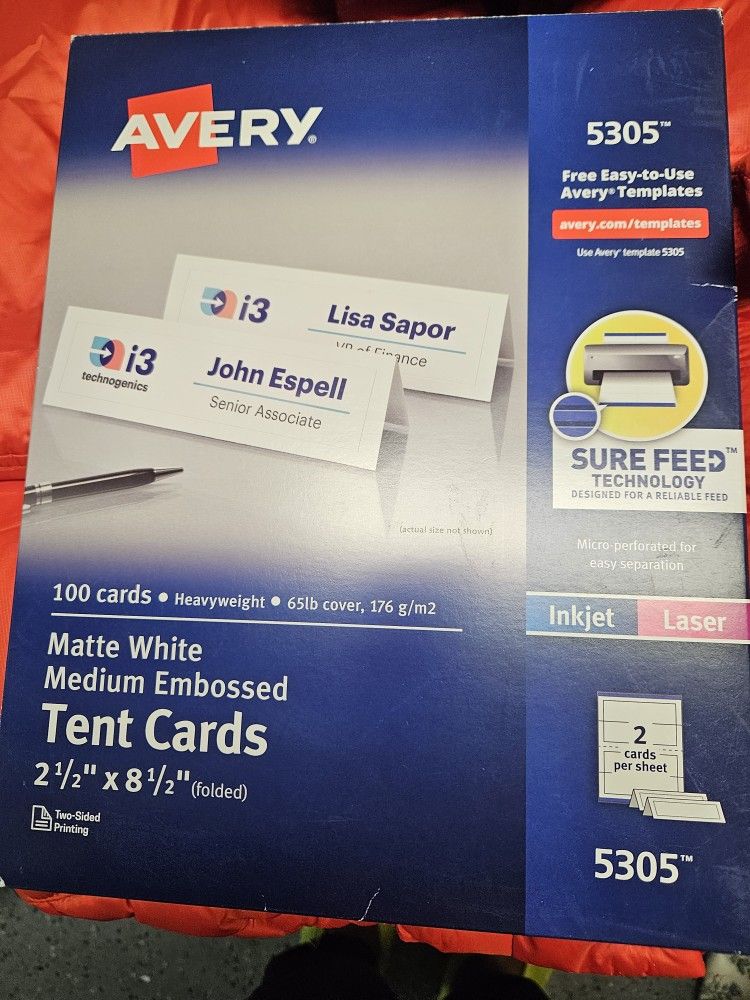 AVERY®
5305™
Free Easy-to-Use
Avery® Templates
avery.com/templates
Use Avery® template 5305
i3
Lisa Sapor
VP of Finance
i3
technogenics
John Espell
Senior Associate
SURE FEED™
TECHNOLOGY
DESIGNED FOR A RELIABLE FEED
(actual size not shown)
Micro-perforated for
easy separation
100 cards • Heavyweight • 65lb cover, 176 g/m2
Inkjet
Laser
Matte White
Medium Embossed
Tent Cards
2 1/2" x 8 1/2" (folded)
Two-Sided
Printing
2
cards
per sheet
5305™